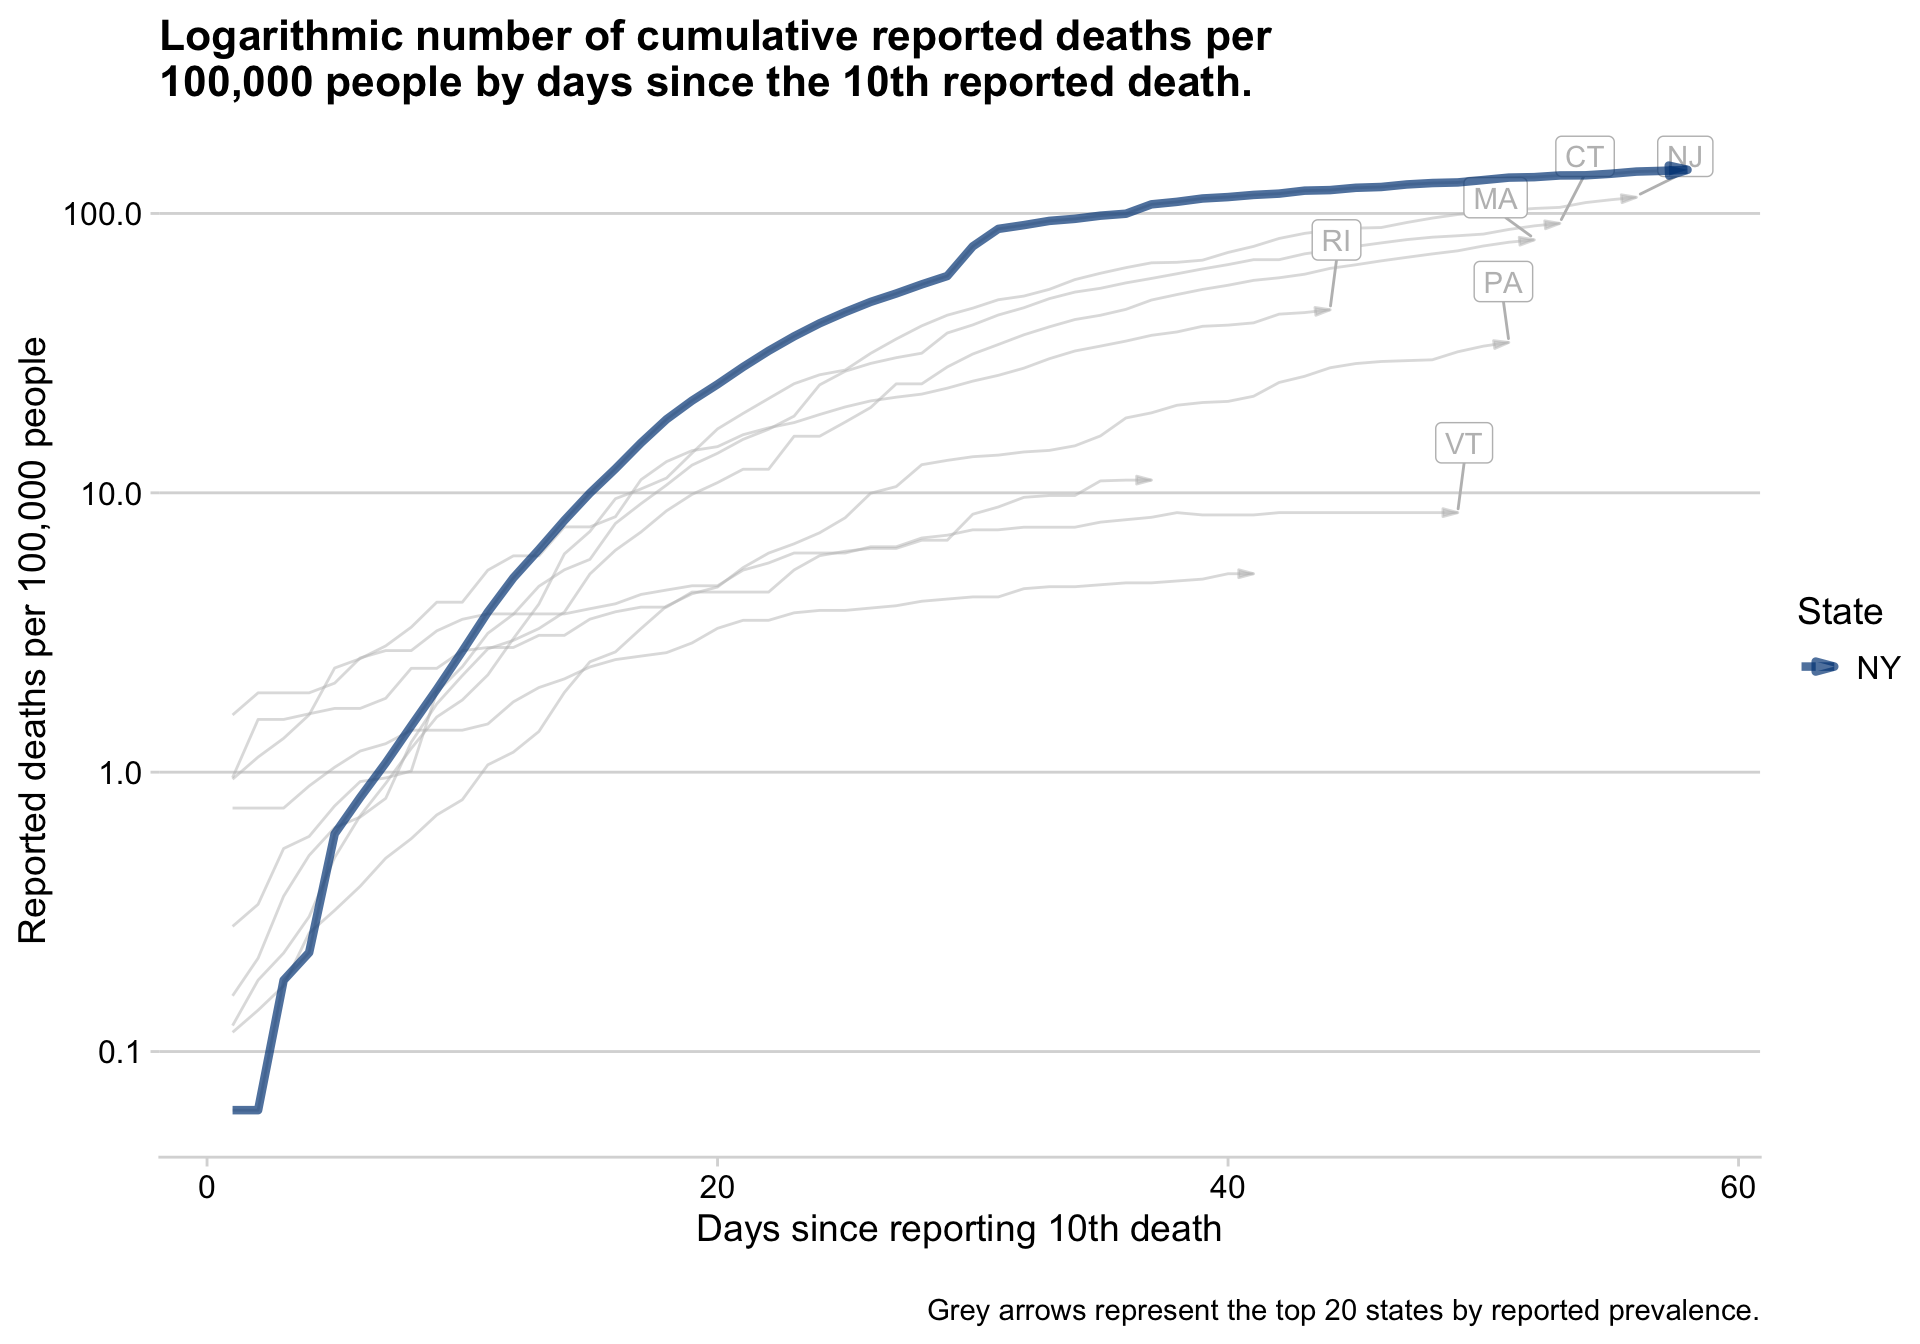 Logarithmic number of cumulative reported deaths per
100,000 people by days since the 10th reported death.
Reported deaths per 100,000 people
100.0
10.0
1.0
0.1
CT
NJ
MA
RI
PA
VT
State
NY
0
20
40
60
Days since reporting 10th death
Grey arrows represent the top 20 states by reported prevalence.